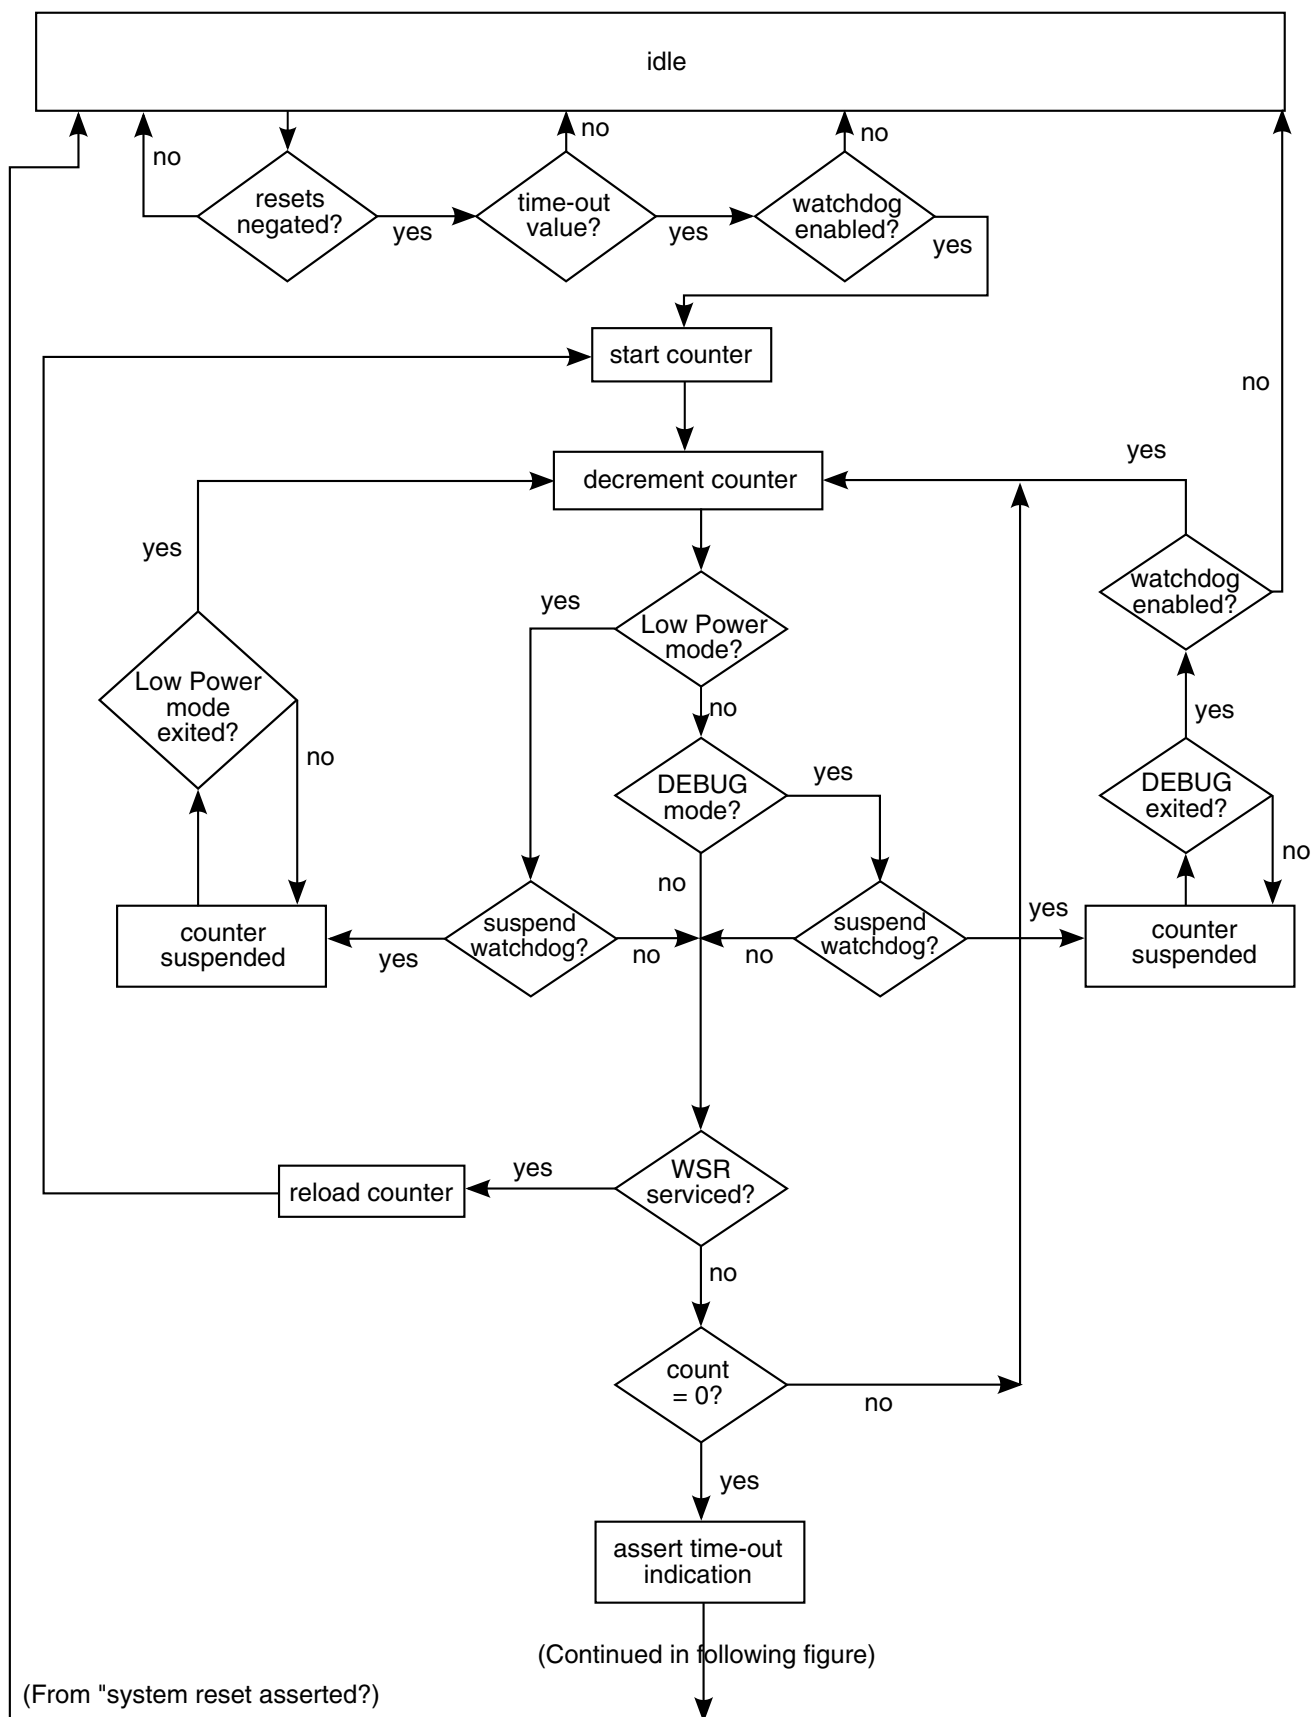 idle
no
no
no
resets
negated?
yes
time-out
value?
yes
watchdog
enabled?
yes
start counter
no
decrement counter
yes
yes
yes
Low Power
mode?
watchdog
enabled?
Low Power
mode
exited?
no
no
yes
DEBUG
mode?
yes
DEBUG
exited?
no
no
counter
suspended
yes
suspend
watchdog?
no
suspend
watchdog?
no
yes
counter
suspended
reload counter
yes
WSR
serviced?
no
count
= 0?
no
yes
assert time-out
indication
(Continued in following figure)
(From "system reset asserted?)